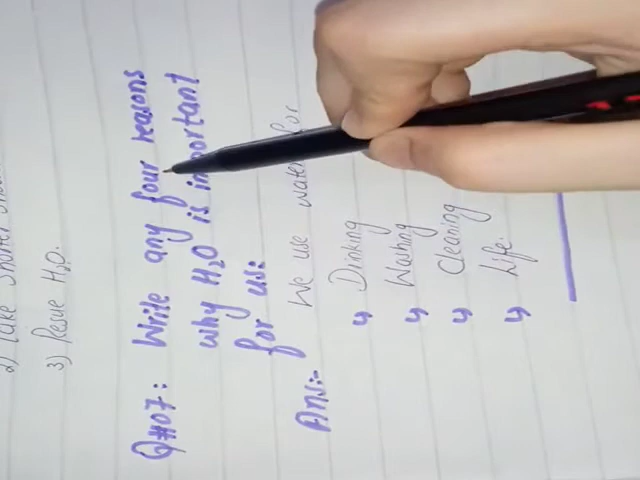 2) Take Shorter
3) Reuse H2O.
Q#07: Write any four reasons
why H2O is important
for us:
Ans:- We use water for
↳ Drinking
↳ Washing
↳ Cleaning
↳ Life.